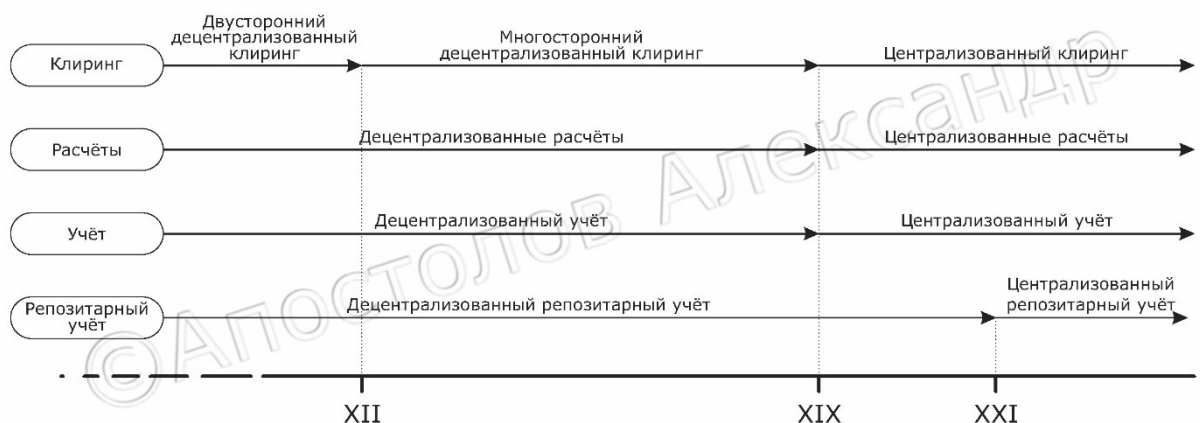 Двусторонний
децентрализованный
клиринг
Многосторонний
децентрализованный клиринг
Централизованный клиринг
Клиринг
Децентрализованные расчёты
Централизованные расчёты
Расчёты
Децентрализованный учёт
Централизованный учёт
Учёт
Централизованный
репозитарный учёт
Децентрализованный репозитарный учёт
Репозитарный
учёт
©Апостолов Александр
XII
XIX
XXI